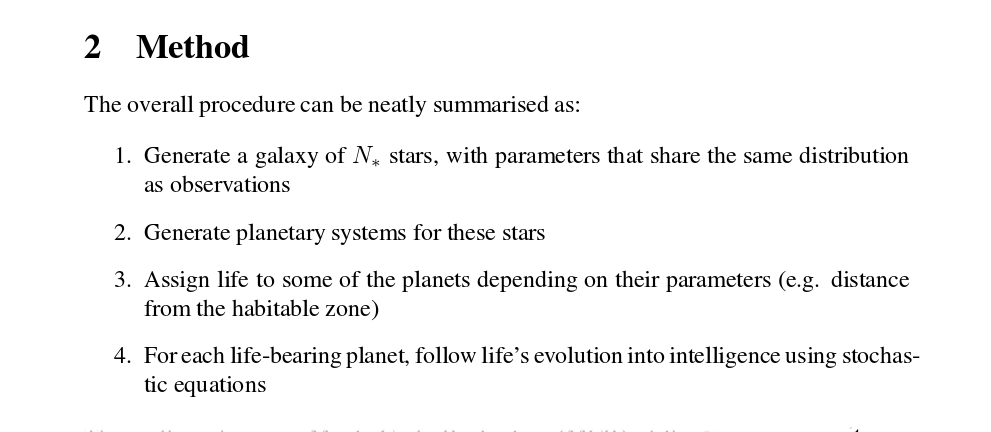 2 Method
The overall procedure can be neatly summarised as:
1. Generate a galaxy of N∗ stars, with parameters that share the same distribution
as observations
2. Generate planetary systems for these stars
3. Assign life to some of the planets depending on their parameters (e.g. distance
from the habitable zone)
4. For each life-bearing planet, follow life’s evolution into intelligence using stochas-
tic equations